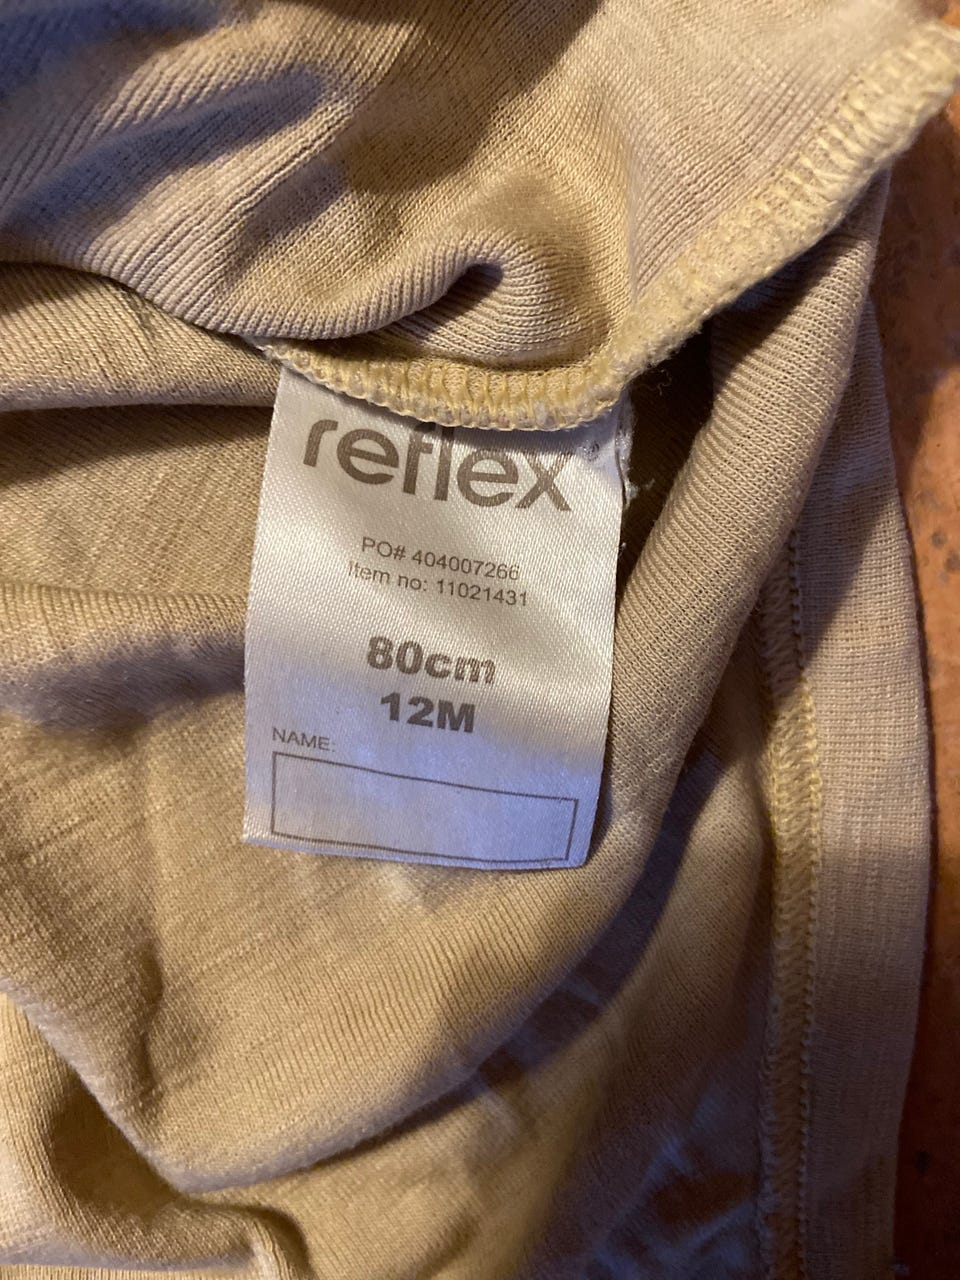 reflex
PO# 404007266
Item no: 11021431
80cm
12M
NAME: